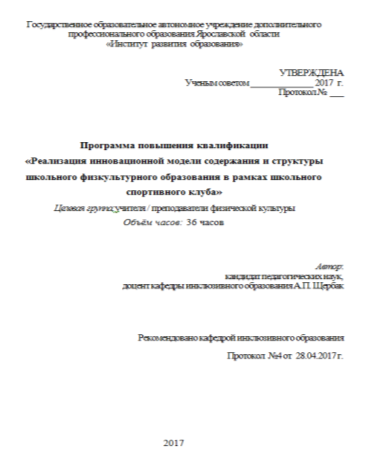 Государственное образовательное автономное учреждение дополнительного
профессионального образования Ярославской области
«Институт развития образования»
УТВЕРЖДЕНА
Ученым советом ____________ 2017 г.
Протокол № ___
Программа повышения квалификации
«Реализация инновационной модели содержания и структуры
школьного физкультурного образования в рамках школьного
спортивного клуба»
Целевая группа: учителя / преподаватели физической культуры
Объём часов: 36 часов
Автор:
кандидат педагогических наук,
доцент кафедры инклюзивного образования А.П. Щербак
Рекомендовано кафедрой инклюзивного образования
Протокол №4 от 28.04.2017 г.
2017